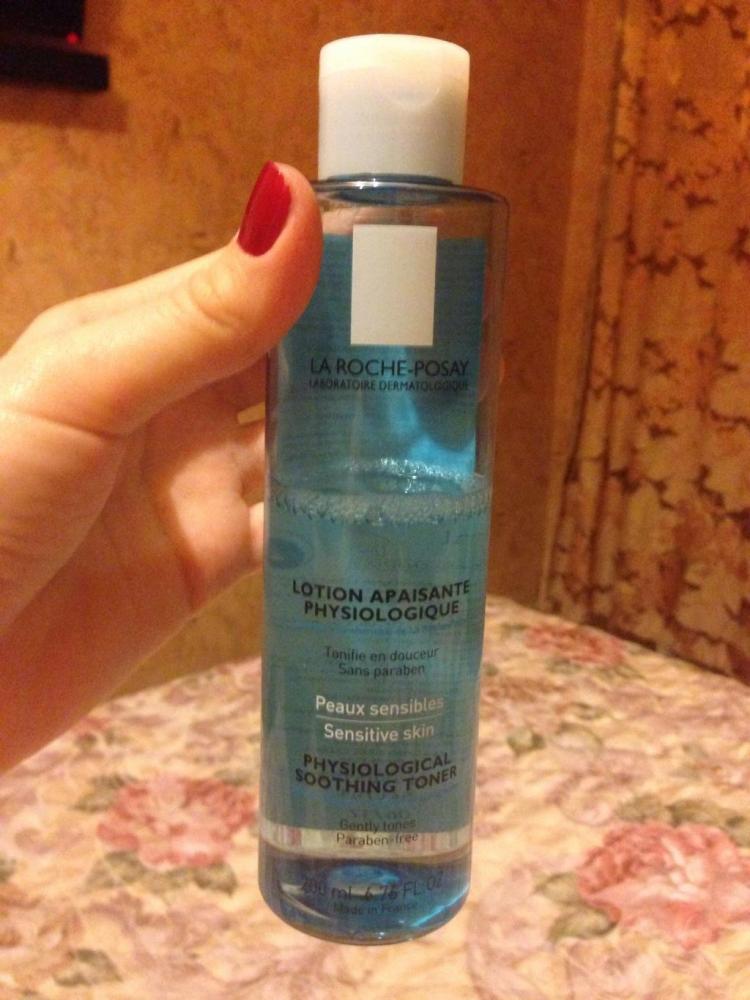 LA ROCHE-POSAY
LABORATOIRE DERMATOLOGIQUE
LOTION APAISANTE
PHYSIOLOGIQUE
Tonifie en douceur
Sans paraben
Peaux sensibles
Sensitive skin
PHYSIOLOGICAL
SOOTHING TONER
Gently tones
Paraben-free
200 ml 6.76 FL.OZ
Made in France